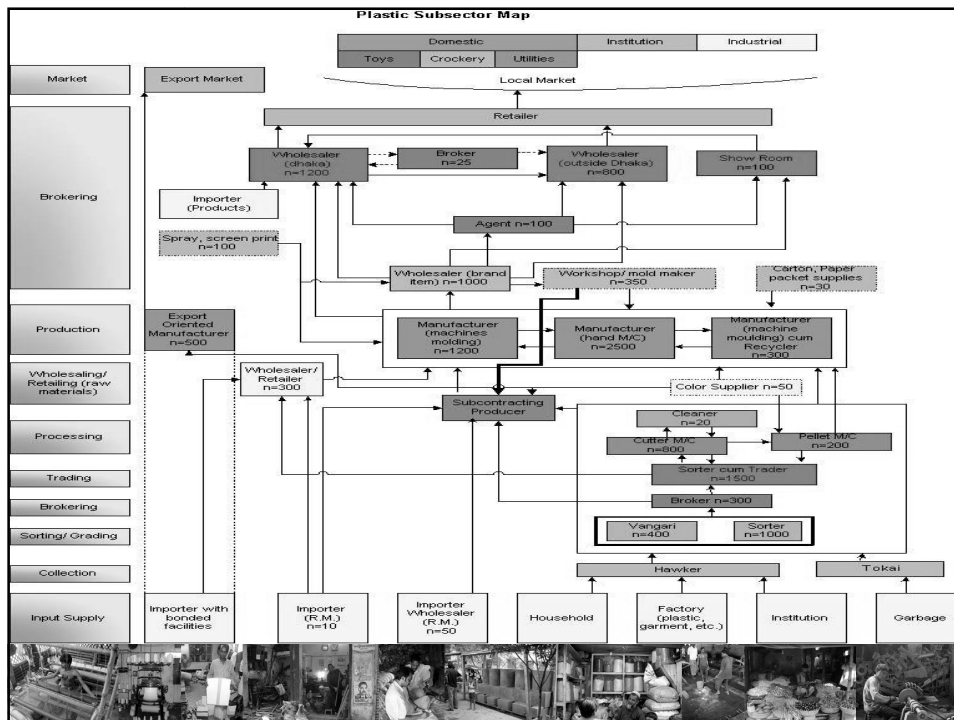 Plastic Subsector Map
Domestic
Institution
Industrial
Toys
Crockery
Utilities
Local Market
Market
Export Market
Retailer
Brokering
Wholesaler
(dhaka)
n=1200
Broker
n=25
Wholesaler
(outside Dhaka)
n=800
Show Room
n=100
Importer
(Products)
Agent n=100
Spray, screen print
n=100
Wholesaler (brand
item) n=1000
Workshop/ mold maker
n=350
Carton, Paper
packet supplies
n=30
Production
Export
Oriented
Manufacturer
n=500
Manufacturer
(machines
molding)
n=1200
Manufacturer
(hand M/C)
n=2500
Manufacturer
(machine
moulding) cum
Recycler
n=300
Wholesaling/
Retailing (raw
materials)
Wholesaler/
Retailer
n=300
Subcontracting
Producer
Color Supplier n=50
Processing
Cleaner
n=20
Cutter M/C
n=800
Pellet M/C
n=200
Trading
Sorter cum Trader
n=1500
Brokering
Broker n=300
Sorting/ Grading
Vangari
n=400
Sorter
n=1000
Collection
Hawker
Tokai
Input Supply
Importer with
bonded
facilities
Importer
(R.M.)
n=10
Importer
Wholesaler
(R.M.)
n=50
Household
Factory
(plastic,
garment, etc.)
Institution
Garbage